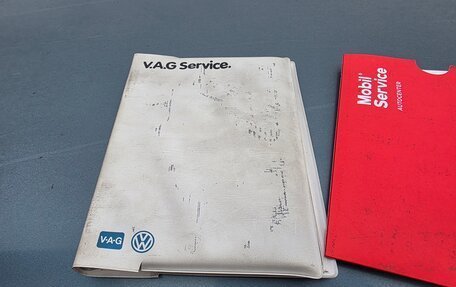 V.A.G Service.
V·A·G
Mobil
Service
AUTOCENTER